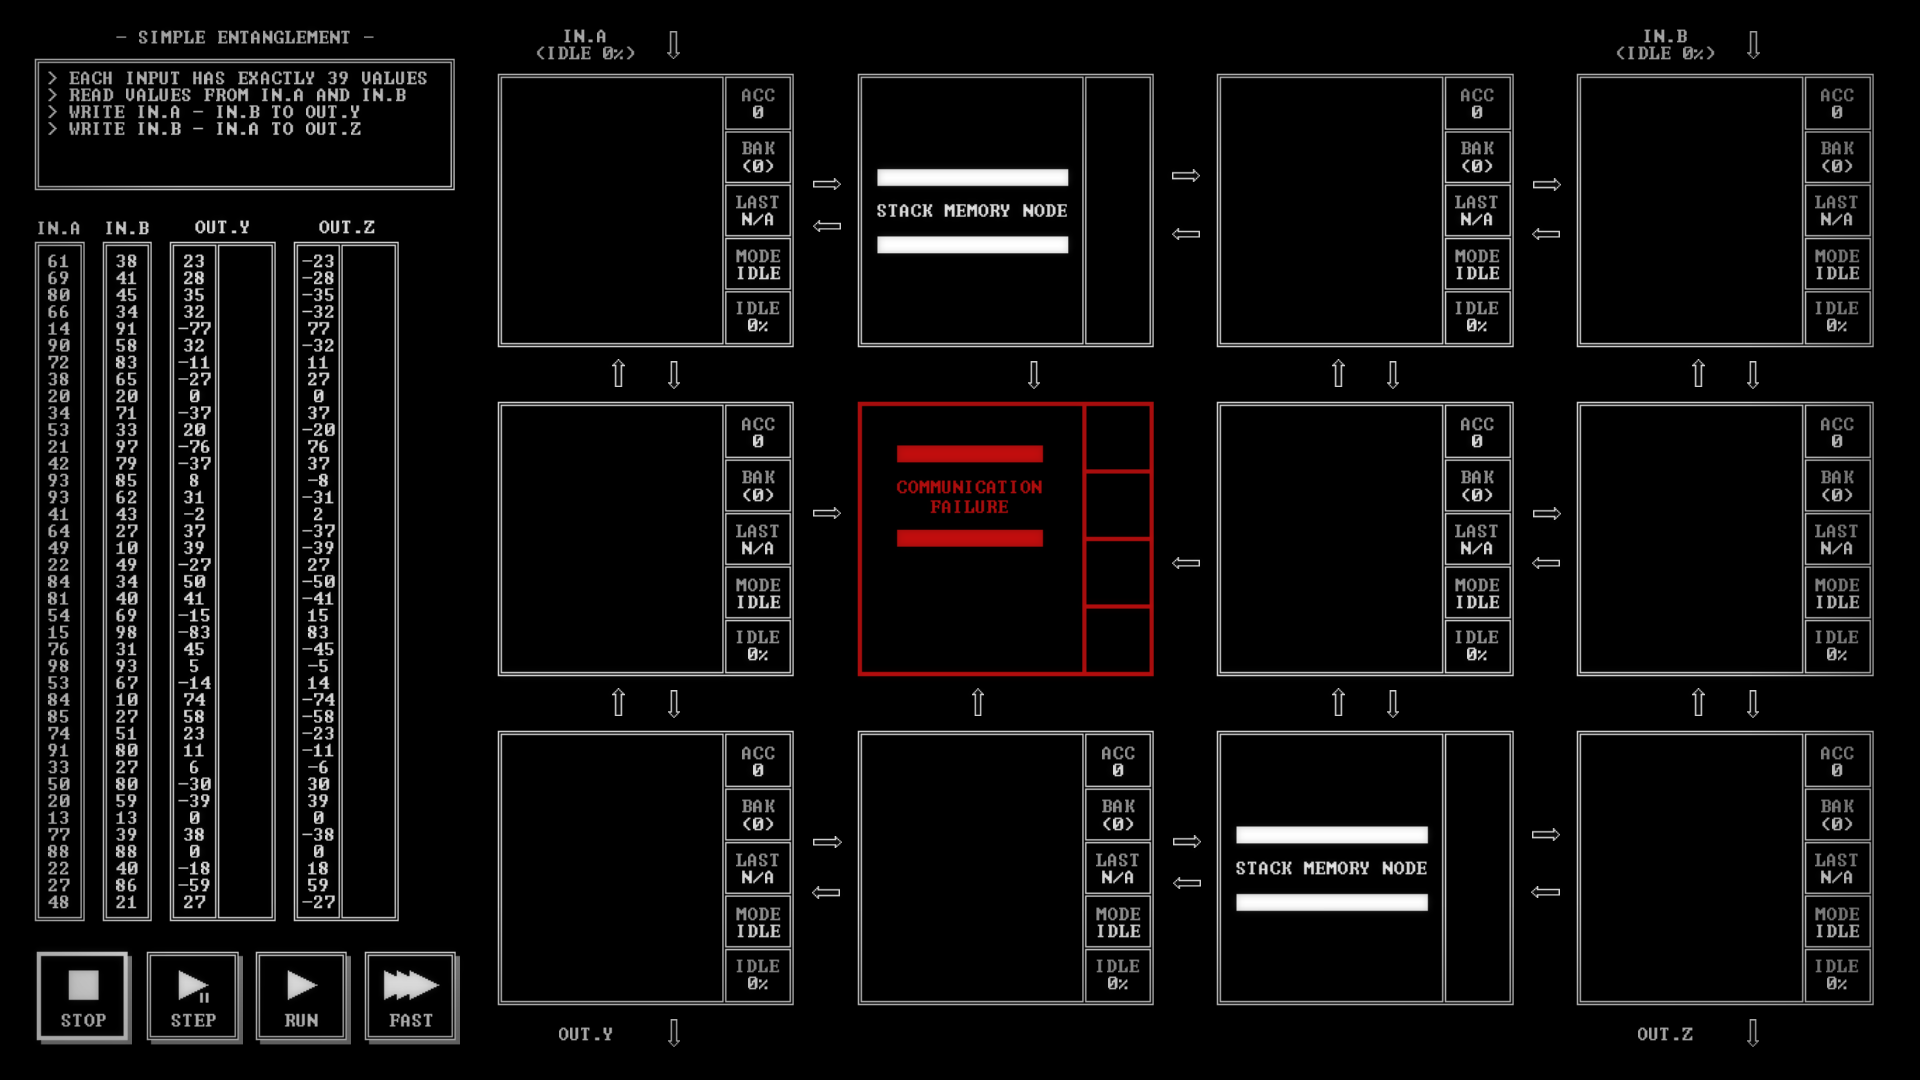 - SIMPLE ENTANGLEMENT -
> EACH INPUT HAS EXACTLY 39 VALUES
> READ VALUES FROM IN.A AND IN.B
> WRITE IN.A - IN.B TO OUT.Y
> WRITE IN.B - IN.A TO OUT.Z
IN.A IN.B OUT.Y OUT.Z
61 38 23 -23
69 41 28 -28
80 45 35 -35
66 34 32 -32
14 91 -77 77
90 58 32 -32
72 83 -11 11
38 65 -27 27
20 20 0 0
34 71 -37 37
53 33 20 -20
21 97 -76 76
42 79 -37 37
93 85 8 -8
93 62 31 -31
41 43 -2 2
64 27 37 -37
49 10 39 -39
22 49 -27 27
84 34 50 -50
81 40 41 -41
54 69 -15 15
15 98 -83 83
76 31 45 -45
98 93 5 -5
53 67 -14 14
84 10 74 -74
85 27 58 -58
74 51 23 -23
91 80 11 -11
33 27 6 -6
50 80 -30 30
20 59 -39 39
13 13 0 0
77 39 38 -38
88 88 0 0
22 40 -18 18
27 86 -59 59
48 21 27 -27
STOP STEP RUN FAST
IN.A
(IDLE 0%)
IN.B
(IDLE 0%)
ACC
0
BAK
(0)
LAST
N/A
MODE
IDLE
IDLE
0%
STACK MEMORY NODE
ACC
0
BAK
(0)
LAST
N/A
MODE
IDLE
IDLE
0%
ACC
0
BAK
(0)
LAST
N/A
MODE
IDLE
IDLE
0%
ACC
0
BAK
(0)
LAST
N/A
MODE
IDLE
IDLE
0%
COMMUNICATION
FAILURE
ACC
0
BAK
(0)
LAST
N/A
MODE
IDLE
IDLE
0%
ACC
0
BAK
(0)
LAST
N/A
MODE
IDLE
IDLE
0%
ACC
0
BAK
(0)
LAST
N/A
MODE
IDLE
IDLE
0%
ACC
0
BAK
(0)
LAST
N/A
MODE
IDLE
IDLE
0%
STACK MEMORY NODE
ACC
0
BAK
(0)
LAST
N/A
MODE
IDLE
IDLE
0%
OUT.Y
OUT.Z